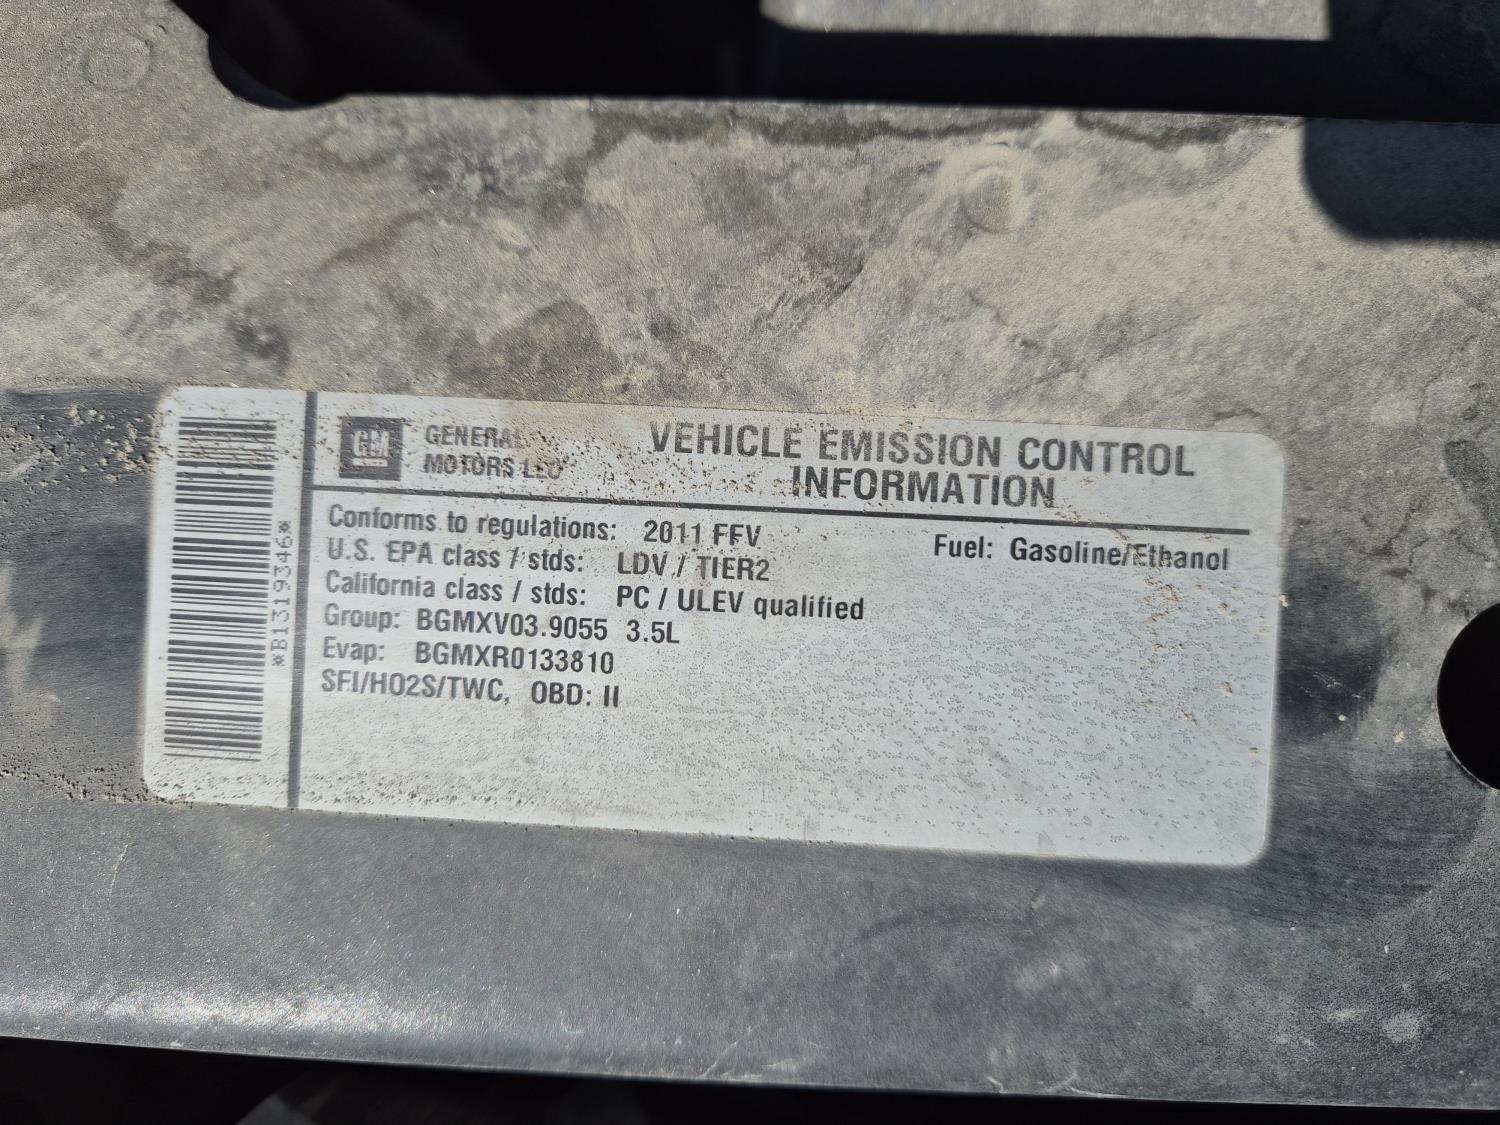 *B13193346*
GM
GENERAL
MOTORS LLC
VEHICLE EMISSION CONTROL
INFORMATION
Conforms to regulations: 2011 FFV
Fuel: Gasoline/Ethanol
U.S. EPA class / stds: LDV / TIER2
California class / stds: PC / ULEV qualified
Group: BGMXV03.9055 3.5L
Evap: BGMXR0133810
SFI/HO2S/TWC, OBD: II